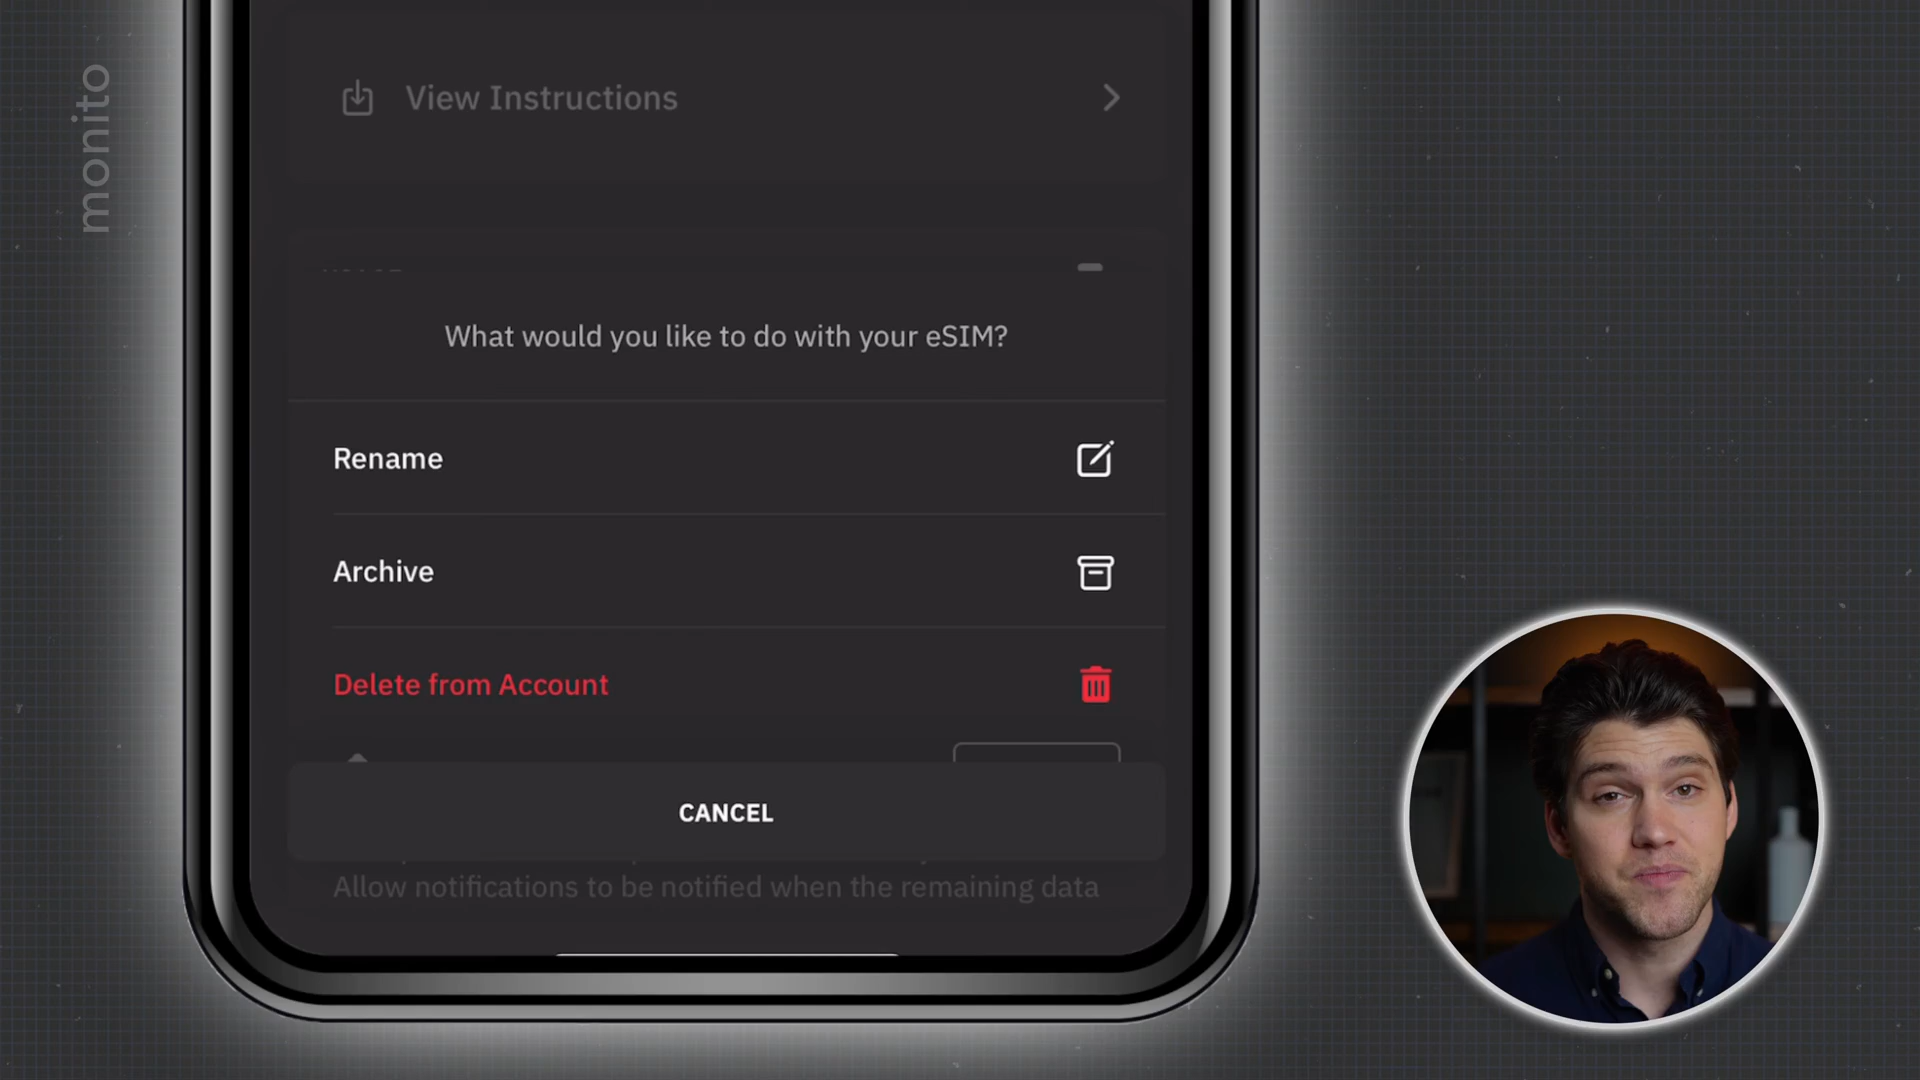 monito
View Instructions
What would you like to do with your eSIM?
Rename
Archive
Delete from Account
CANCEL
Allow notifications to be notified when the remaining data